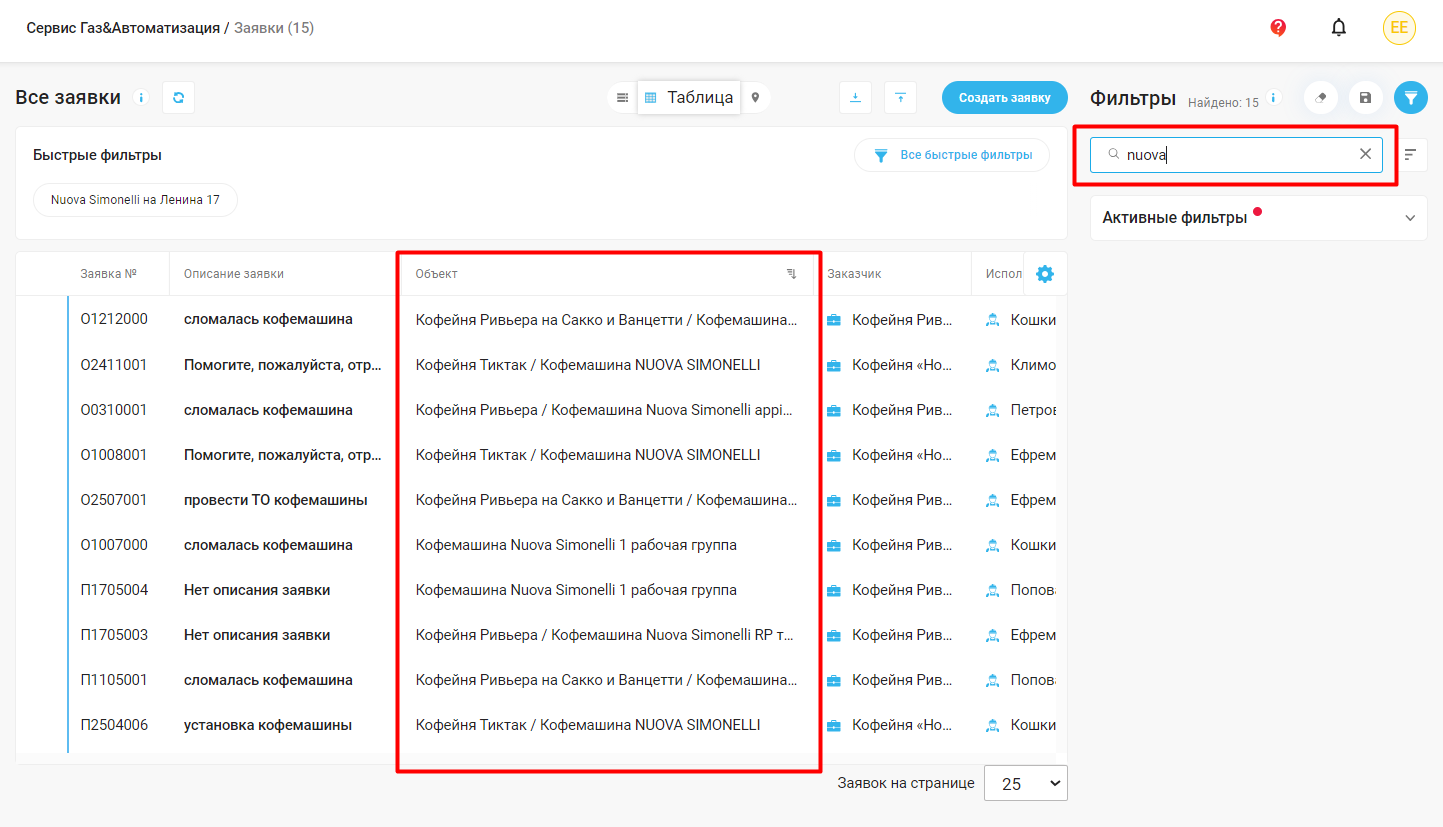 Сервис Газ&Автоматизация / Заявки (15)
EE
Все заявки
Таблица
Создать заявку
Фильтры Найдено: 15
Быстрые фильтры
Все быстрые фильтры
nuova
Nuova Simonelli на Ленина 17
Активные фильтры
Заявка № Описание заявки Объект Заказчик Испол
О1212000 сломалась кофемашина Кофейня Ривьера на Сакко и Ванцетти / Кофемашина... Кофейня Рив... Кошки
О2411001 Помогите, пожалуйста, отр... Кофейня Тиктак / Кофемашина NUOVA SIMONELLI Кофейня «Но... Климо
О0310001 сломалась кофемашина Кофейня Ривьера / Кофемашина Nuova Simonelli appi... Кофейня Рив... Петров
О1008001 Помогите, пожалуйста, отр... Кофейня Тиктак / Кофемашина NUOVA SIMONELLI Кофейня «Но... Ефрем
О2507001 провести ТО кофемашины Кофейня Ривьера на Сакко и Ванцетти / Кофемашина... Кофейня Рив... Ефрем
О1007000 сломалась кофемашина Кофемашина Nuova Simonelli 1 рабочая группа Кофейня Рив... Кошки
П1705004 Нет описания заявки Кофемашина Nuova Simonelli 1 рабочая группа Кофейня Рив... Попова
П1705003 Нет описания заявки Кофейня Ривьера / Кофемашина Nuova Simonelli RP т... Кофейня Рив... Ефрем
П1105001 сломалась кофемашина Кофейня Ривьера на Сакко и Ванцетти / Кофемашина... Кофейня Рив... Попова
П2504006 установка кофемашины Кофейня Тиктак / Кофемашина NUOVA SIMONELLI Кофейня «Но... Кошки
Заявок на странице 25